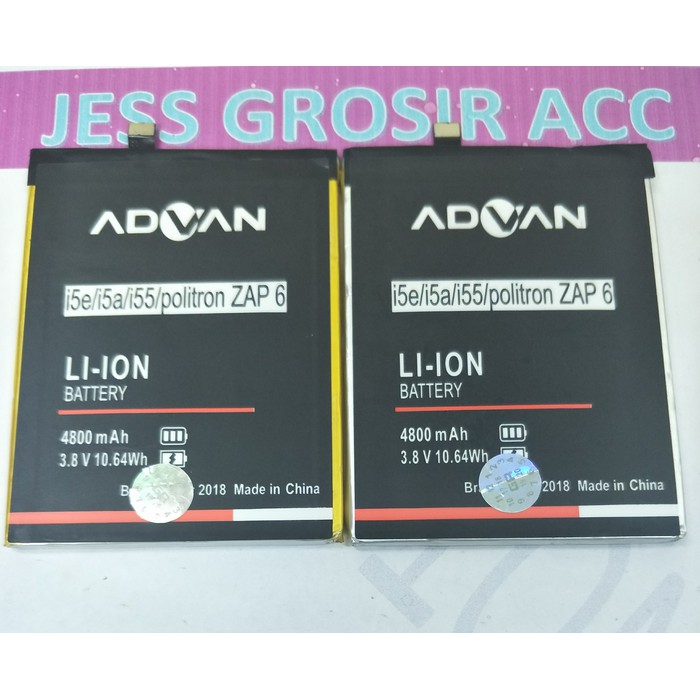 JESS GROSIR ACC
ADVAN
i5e/i5a/i55/politron ZAP 6
LI-ION
BATTERY
4800 mAh
3.8 V 10.64Wh
2018 Made in China
ADVAN
i5e/i5a/i55/politron ZAP 6
LI-ION
BATTERY
4800 mAh
3.8 V 10.64Wh
2018 Made in China